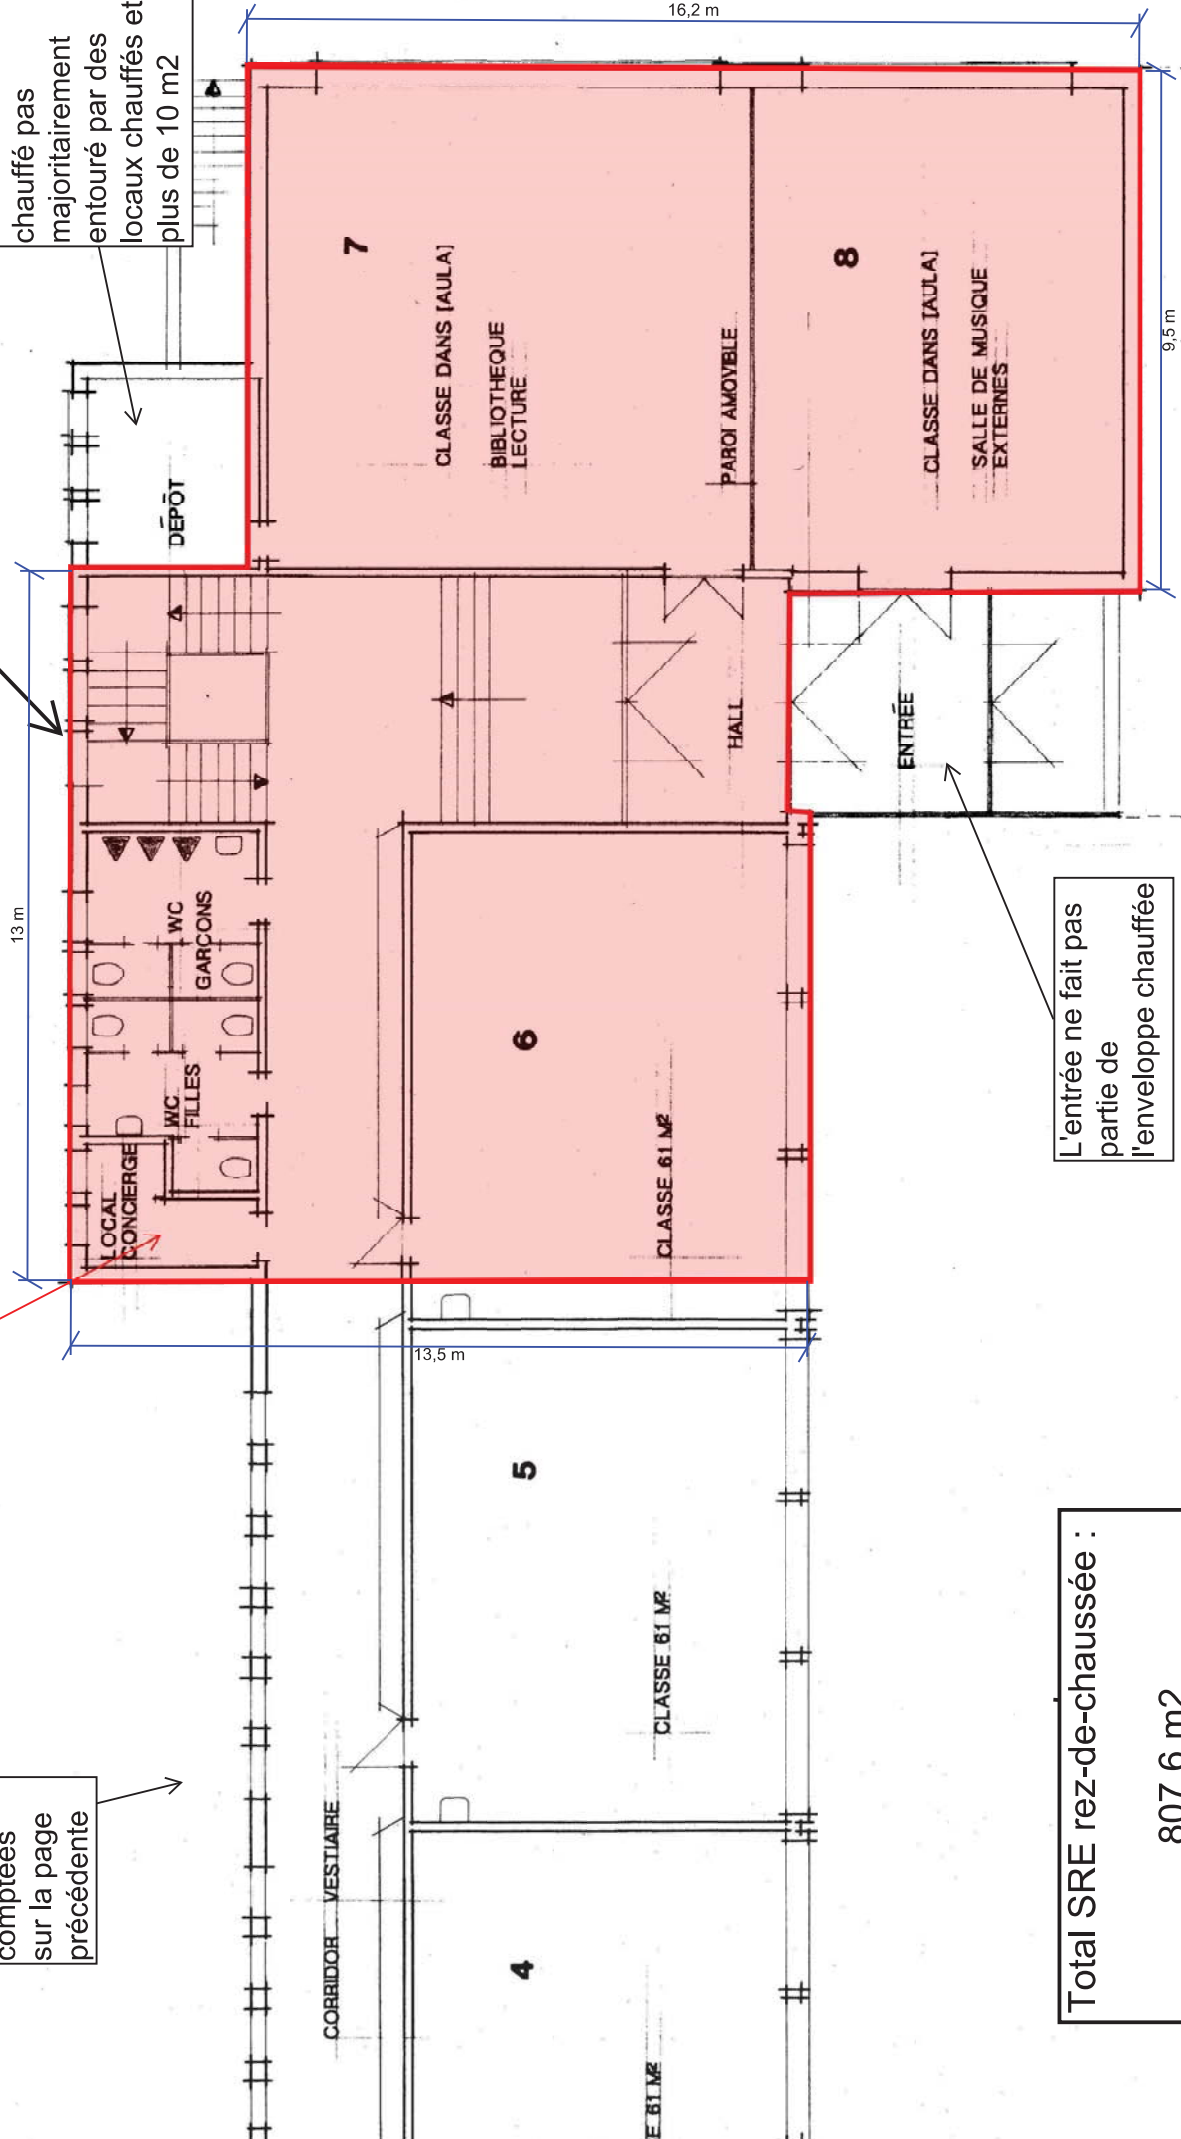 16,2 m
chauffé pas
majoritairement
entouré par des
locaux chauffés et
plus de 10 m2
7
CLASSE DANS [AULA]
BIBLIOTHEQUE
LECTURE
PAROI AMOVIBLE
8
CLASSE DANS [AULA]
SALLE DE MUSIQUE
EXTERNES
9,5 m
DÉPÔT
13 m
HALL
ENTRÉE
WC
GARCONS
WC
FILLES
LOCAL
CONCIERGE
6
CLASSE 61 M²
L'entrée ne fait pas
partie de
l'enveloppe chauffée
13,5 m
5
CLASSE 61 M²
comptées
sur la page
précédente
CORRIDOR VESTIAIRE
4
E 61 M²
Total SRE rez-de-chaussée :
807,6 m2